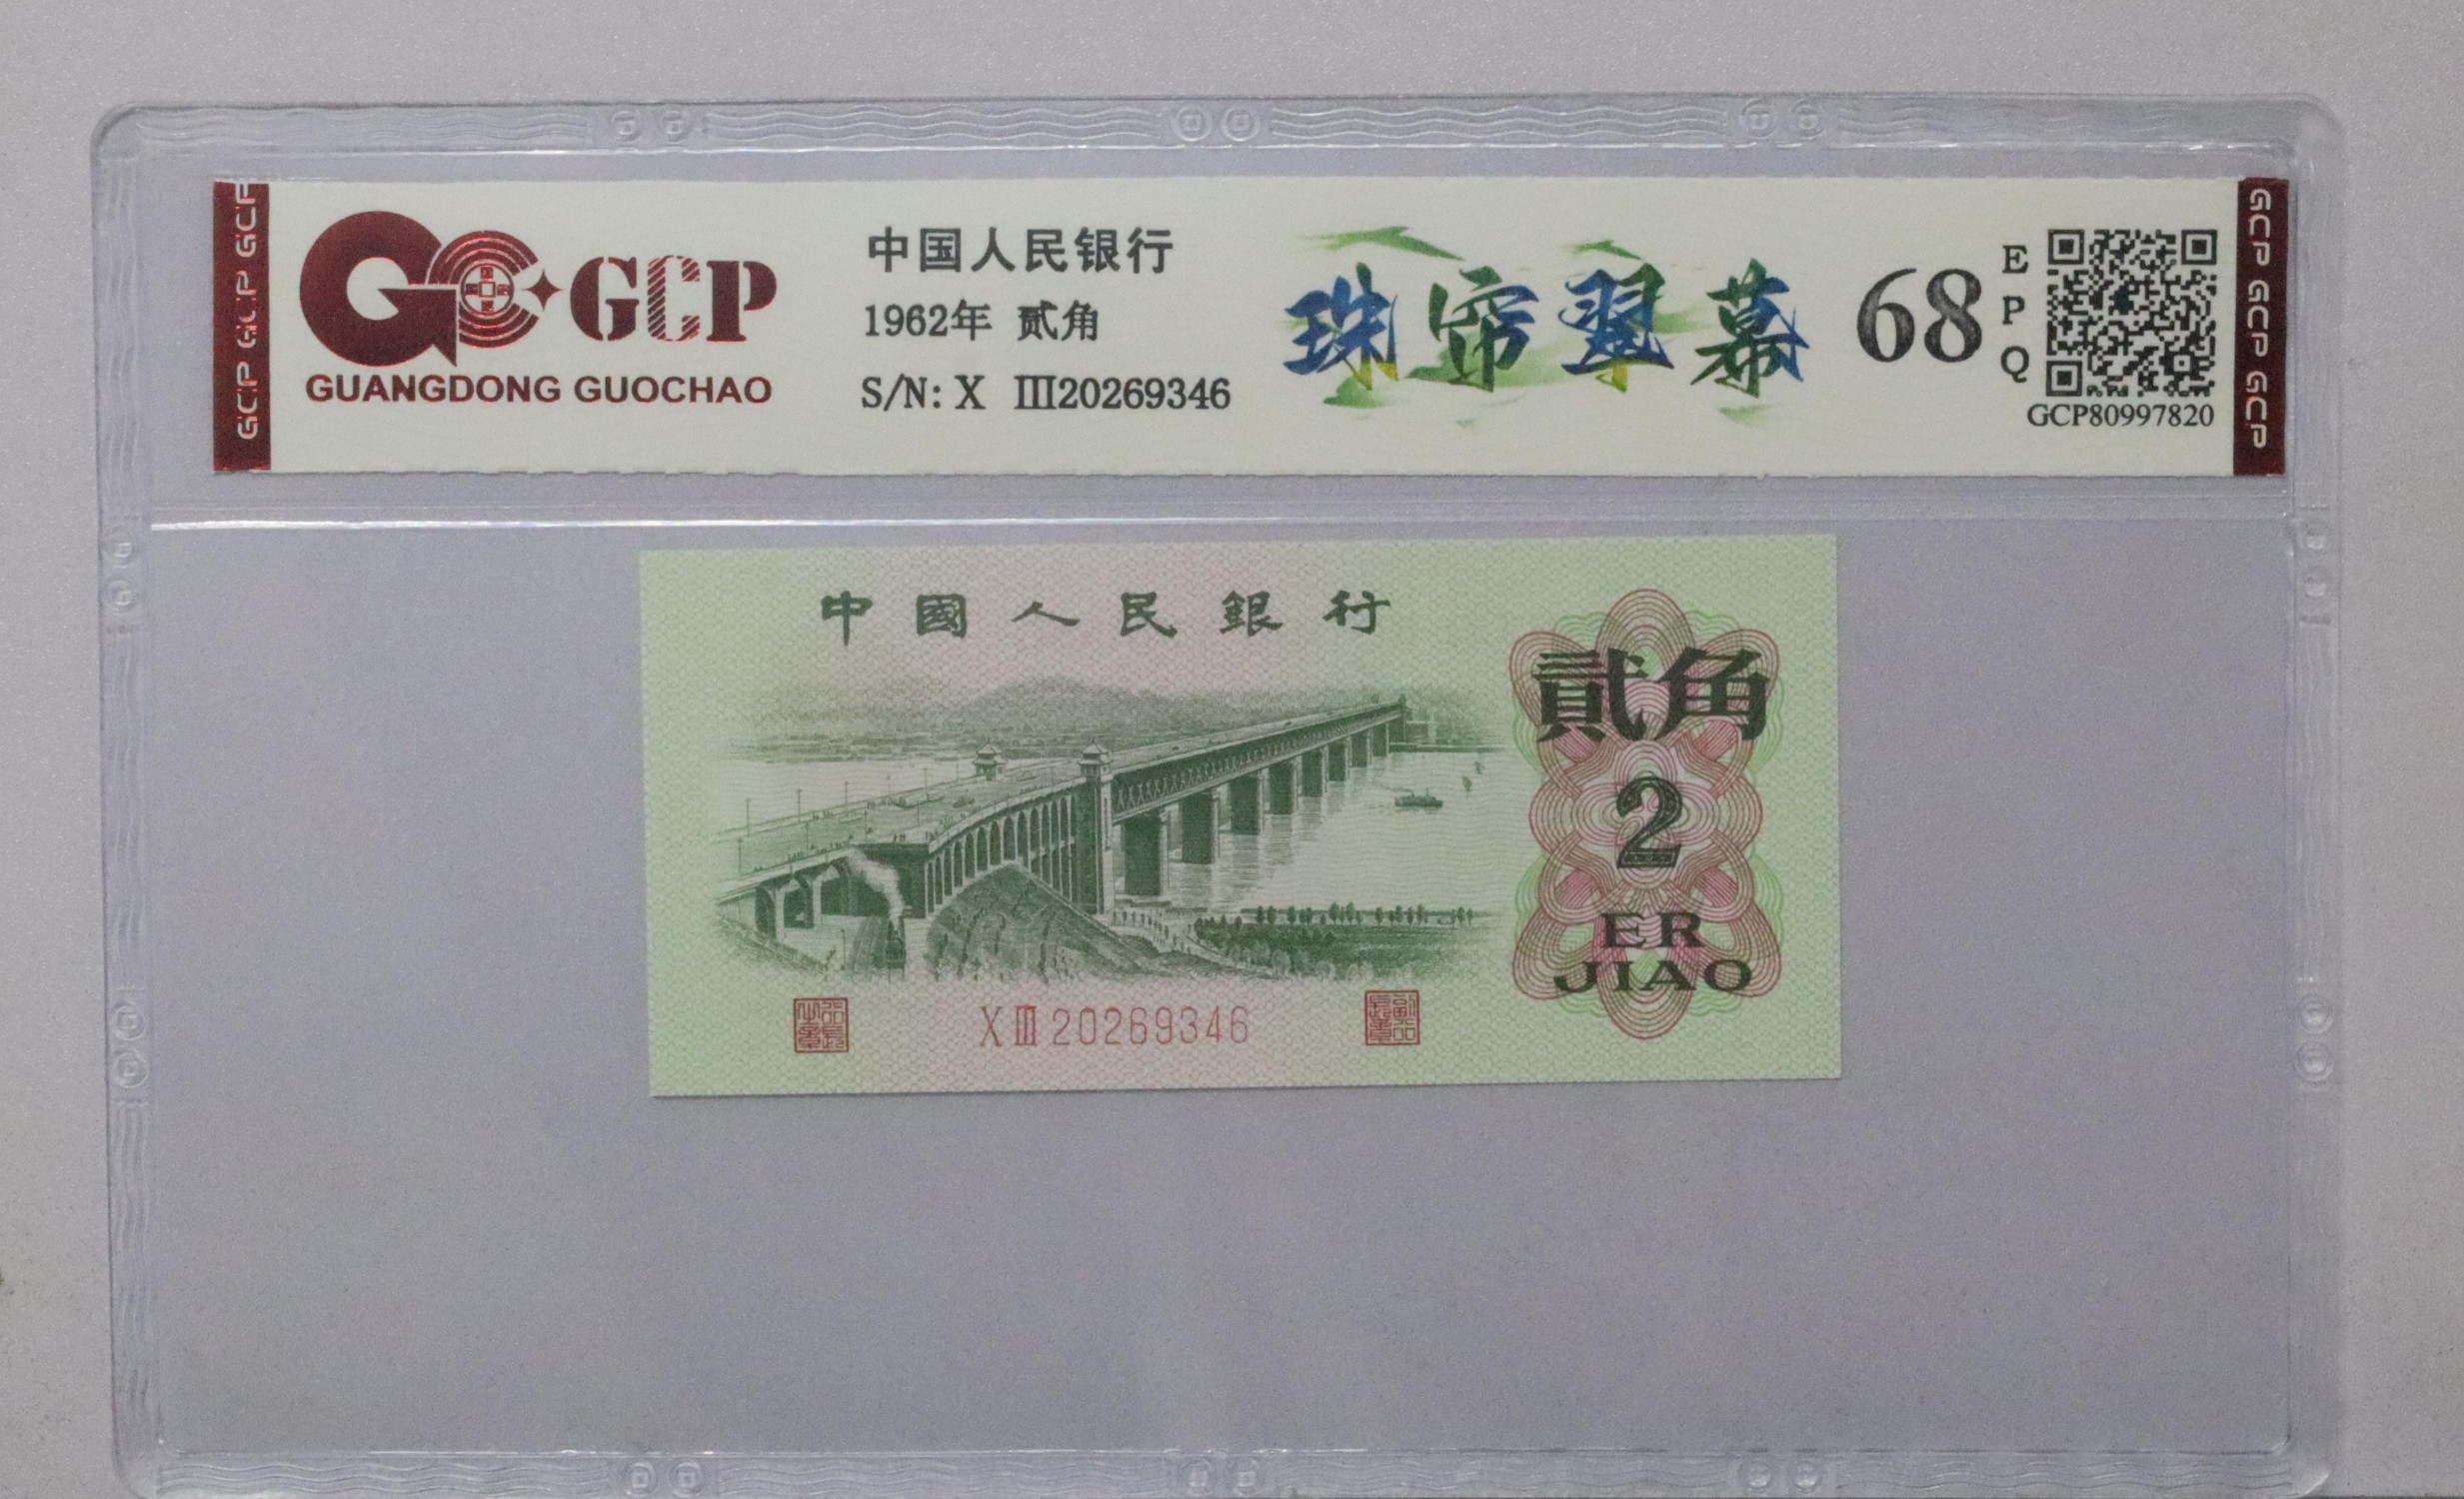 GCP GCP GCP
GCP
GUANGDONG GUOCHAO
中国人民银行
1962年 贰角
S/N: X Ⅲ20269346
珠帘翠幕
68
E
P
Q
GCP80997820
GCP GCP GCP
中國人民銀行
貳角
2
ER
JIAO
X Ⅲ 20269346